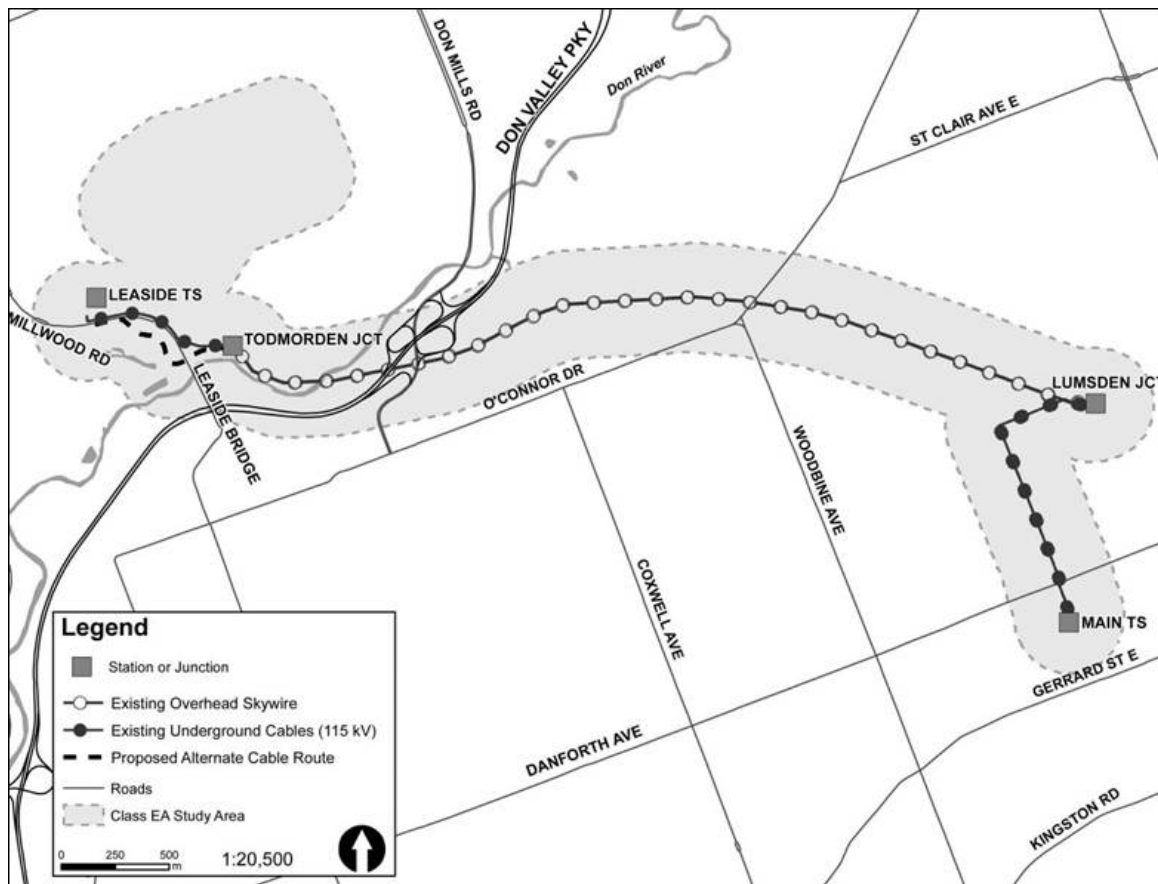 DON MILLS RD
DON VALLEY PKY
Don River
ST CLAIR AVE E
LEASIDE TS
MILLWOOD RD
TODMORDEN JCT
LEASIDE BRIDGE
O'CONNOR DR
LUMSDEN JCT
WOODBINE AVE
COXWELL AVE
MAIN TS
GERRARD ST E
DANFORTH AVE
KINGSTON RD
Legend
Station or Junction
Existing Overhead Skywire
Existing Underground Cables (115 kV)
Proposed Alternate Cable Route
Roads
Class EA Study Area
0 250 500
m
1:20,500